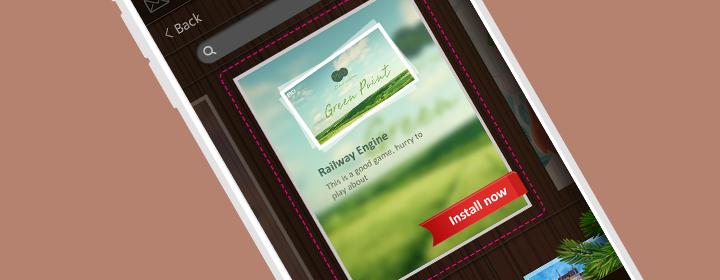 Back
Green Point
Railway Engine
This is a good game, hurry to
play about
Install now